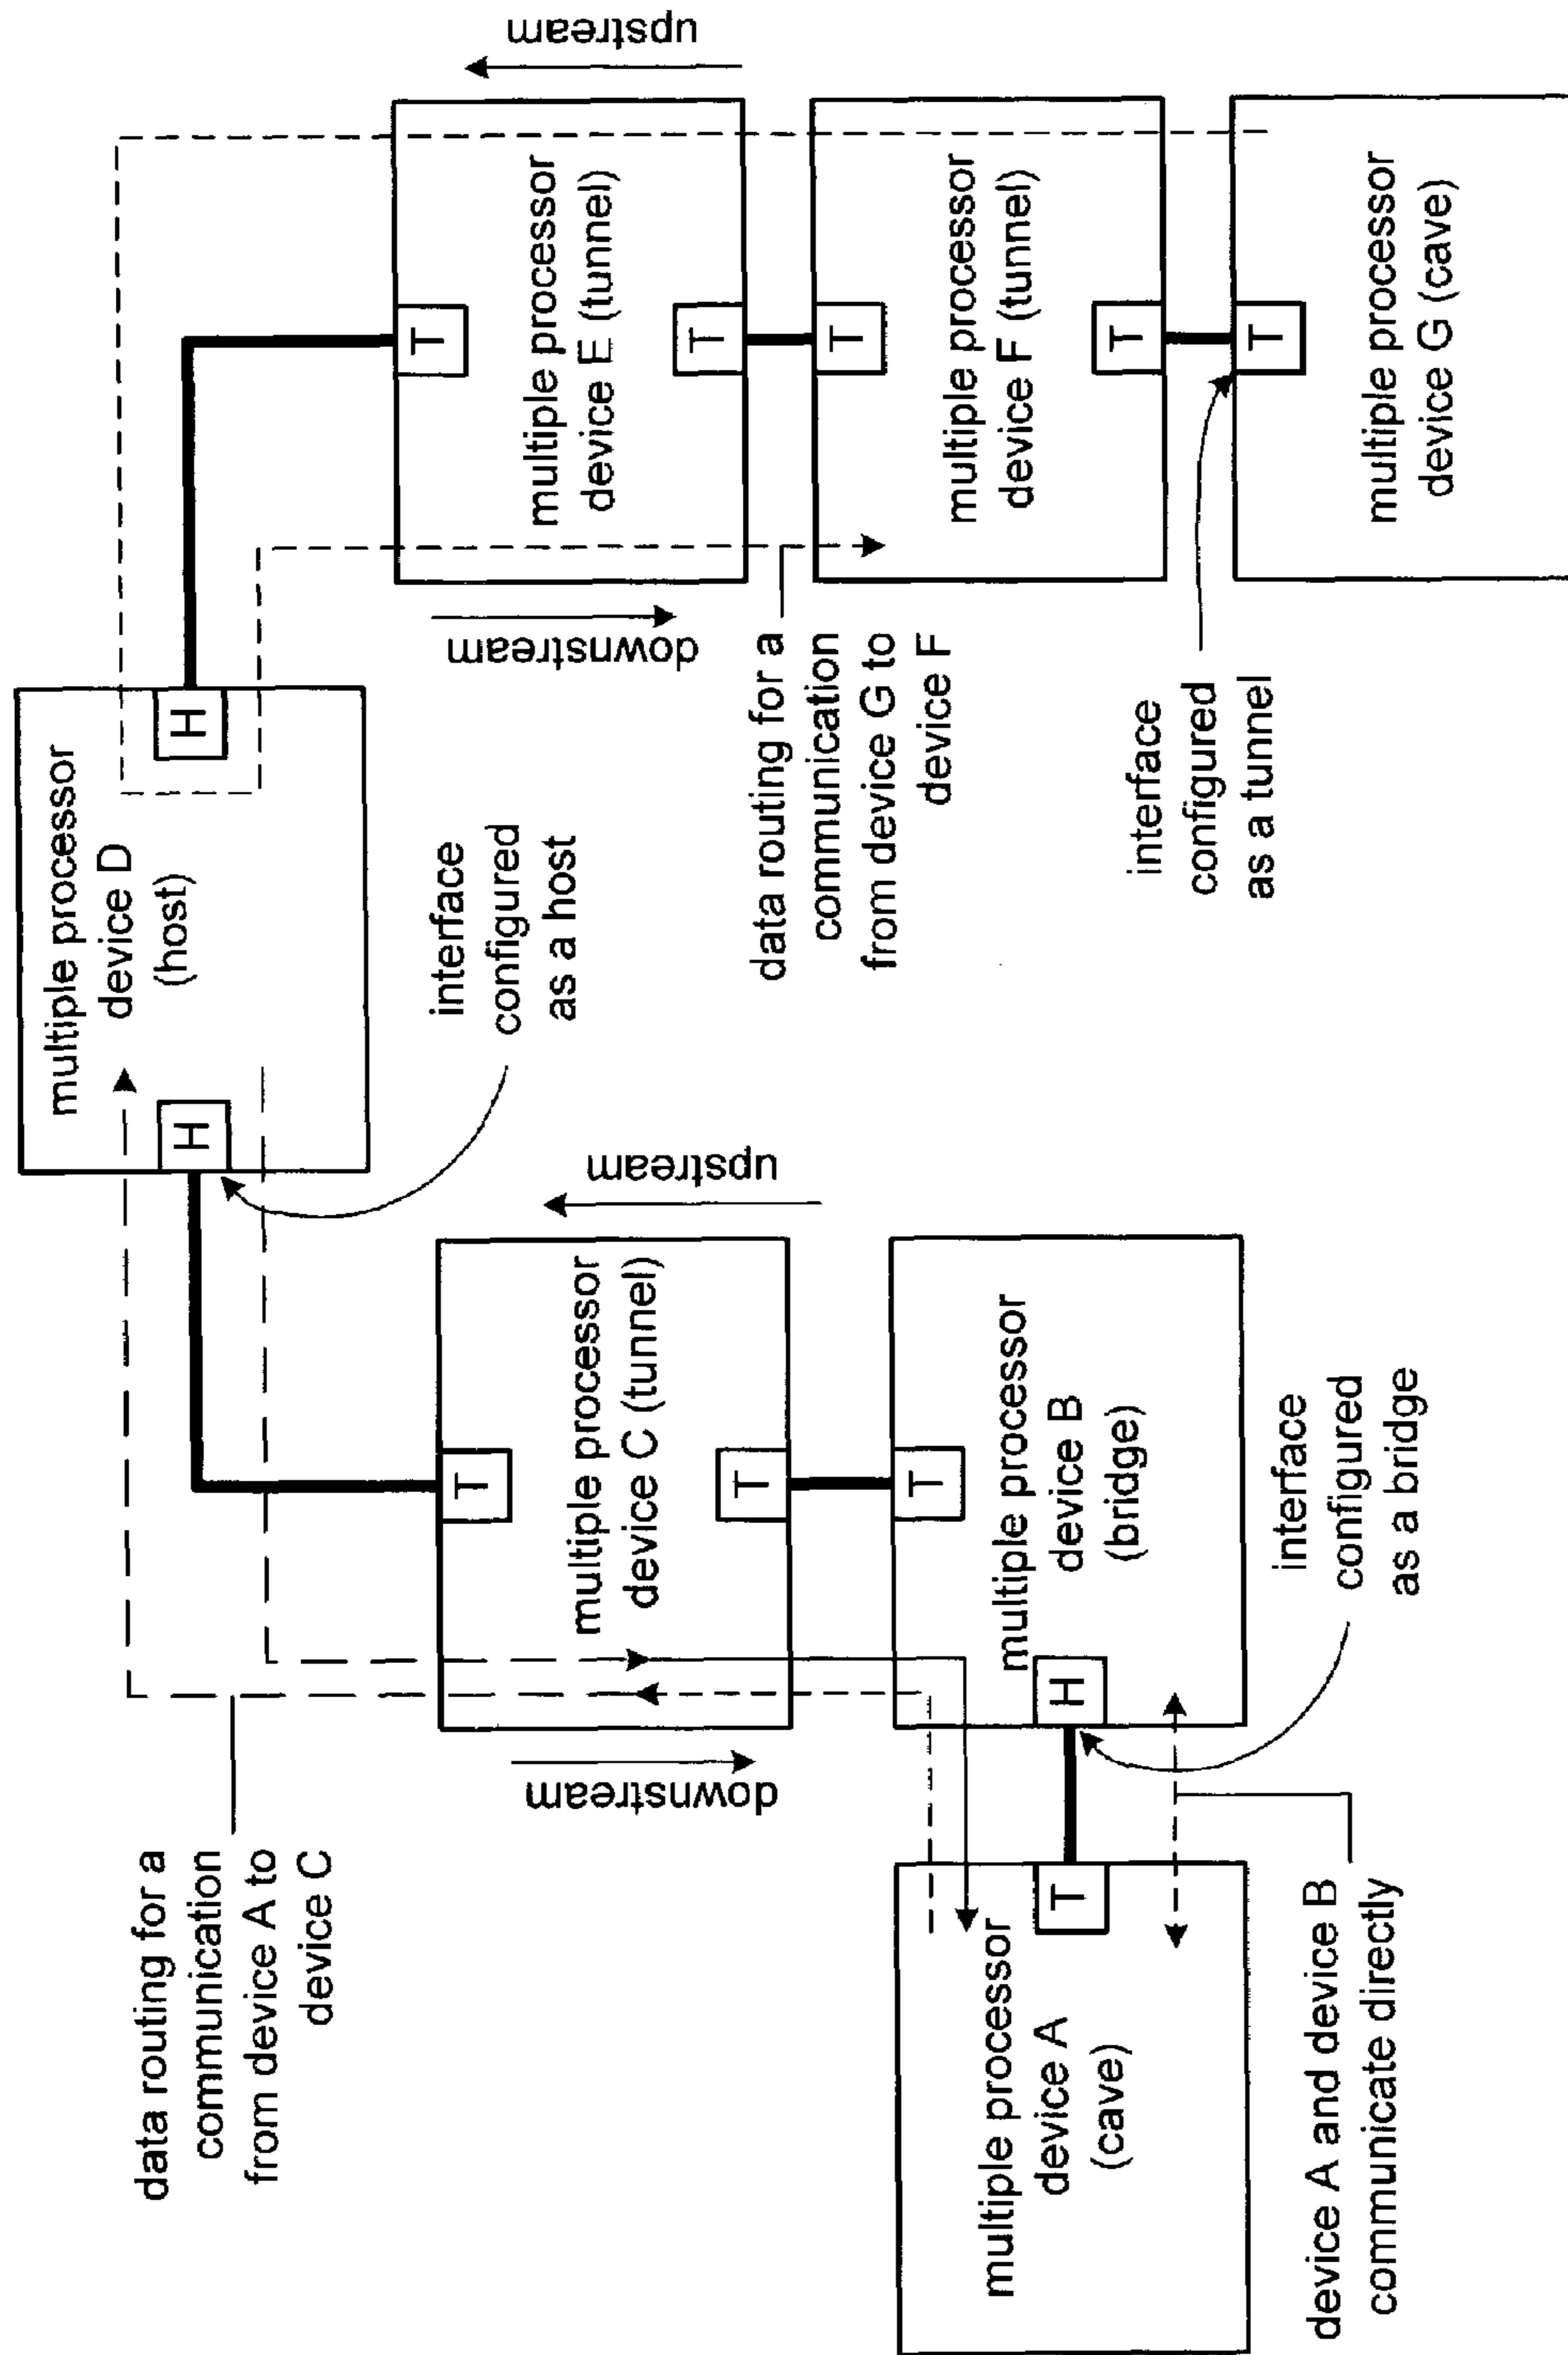 multiple processor
device D
(host)
H
H
interface
configured
as a host
upstream
downstream
T
multiple processor
device E (tunnel)
T
data routing for a
communication
from device G to
device F
T
multiple processor
device F (tunnel)
T
interface
configured
as a tunnel
T
multiple processor
device G (cave)
data routing for a
communication
from device A to
device C
upstream
downstream
T
multiple processor
device C (tunnel)
T
T
multiple processor
device B
(bridge)
H
interface
configured
as a bridge
T
multiple processor
device A
(cave)
device A and device B
communicate directly